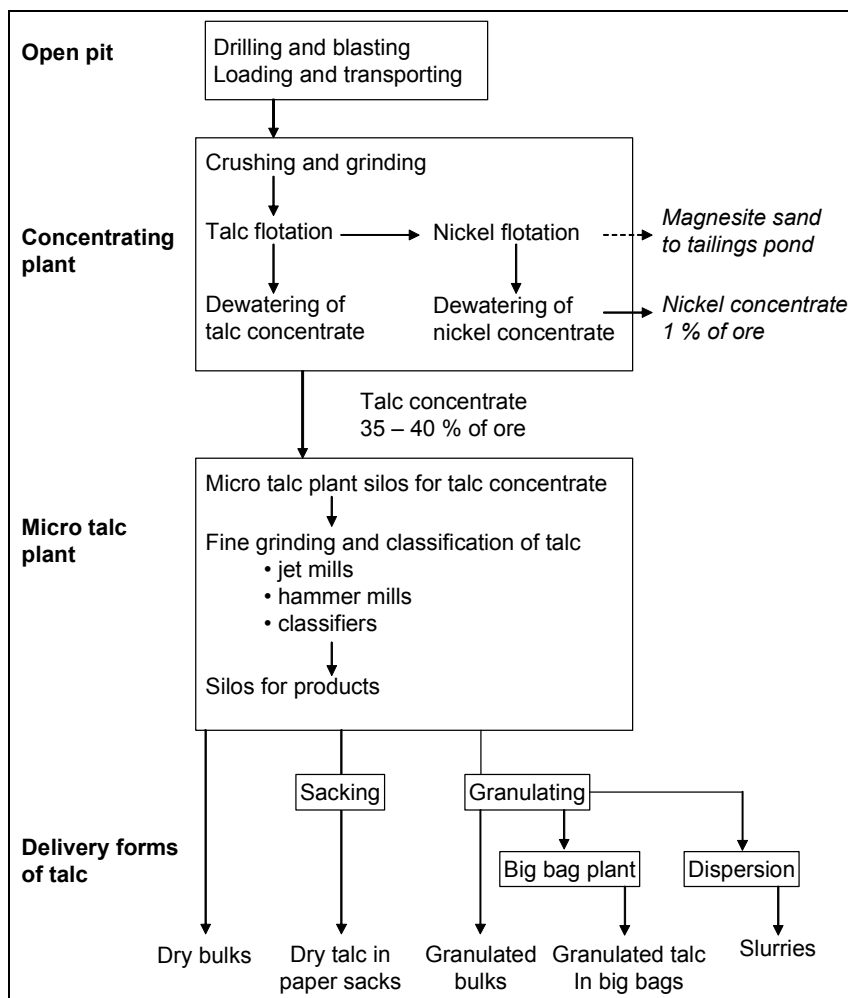 Open pit
Drilling and blasting
Loading and transporting
Crushing and grinding
Concentrating
plant
Talc flotation
Nickel flotation
Magnesite sand
to tailings pond
Dewatering of
talc concentrate
Dewatering of
nickel concentrate
Nickel concentrate
1 % of ore
Talc concentrate
35 – 40 % of ore
Micro talc
plant
Micro talc plant silos for talc concentrate
Fine grinding and classification of talc
• jet mills
• hammer mills
• classifiers
Silos for products
Delivery forms
of talc
Sacking
Granulating
Big bag plant
Dispersion
Dry bulks
Dry talc in
paper sacks
Granulated
bulks
Granulated talc
In big bags
Slurries